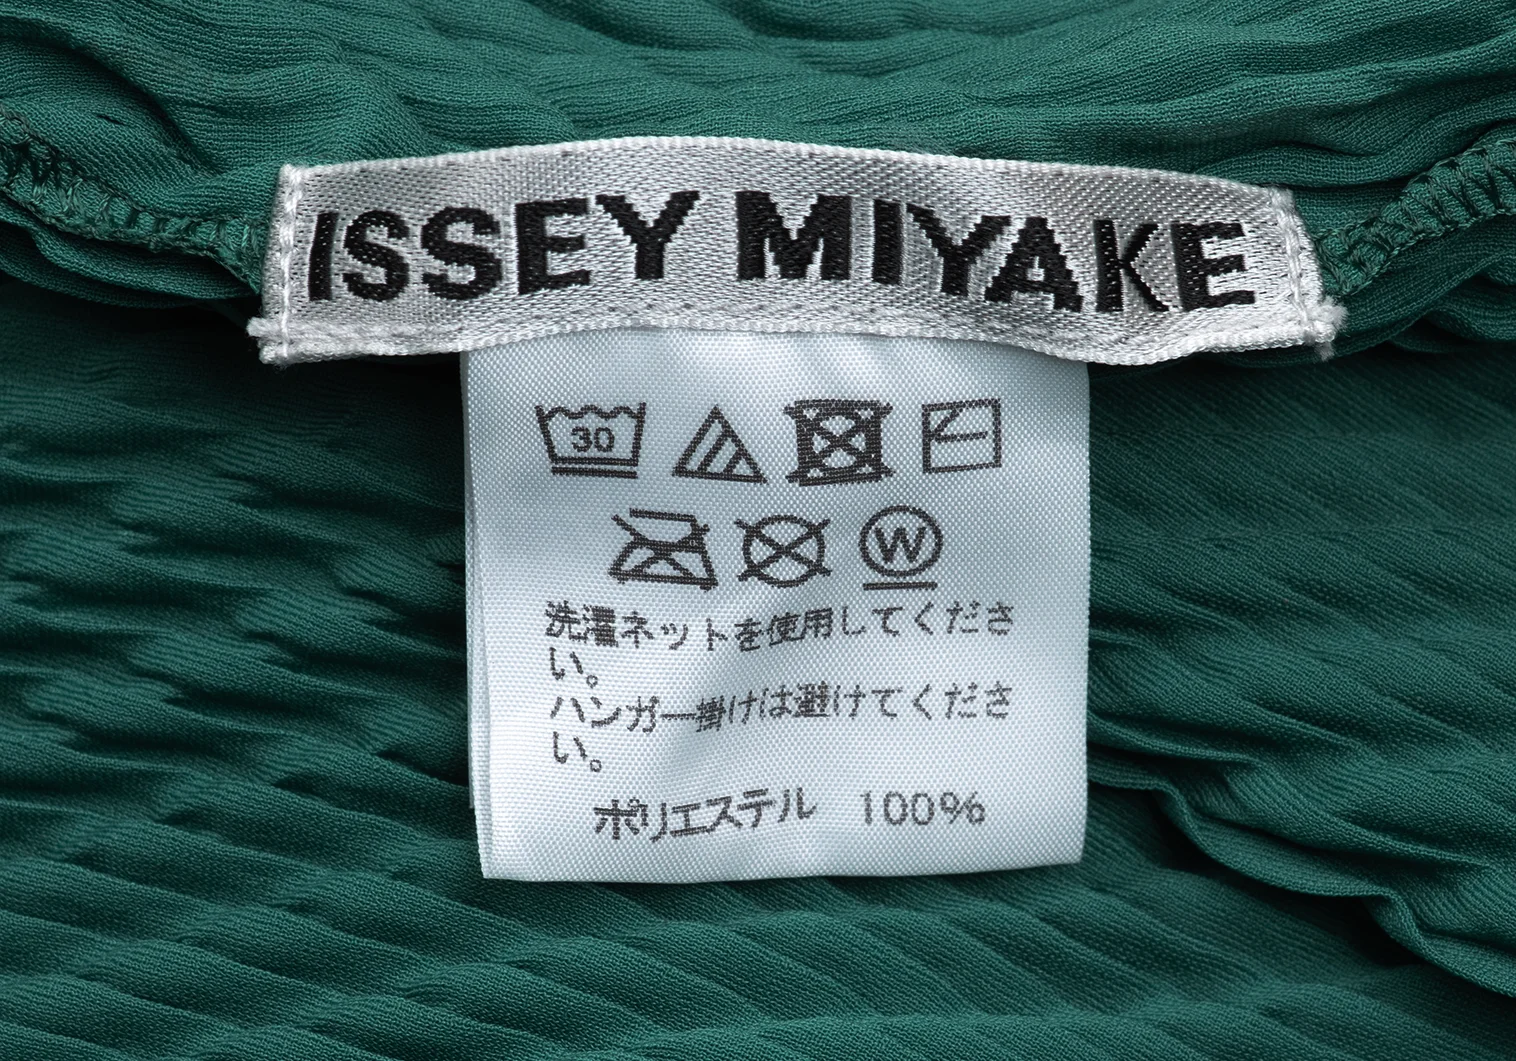 ISSEY MIYAKE
30
W
洗濯ネットを使用してくださ
い。
ハンガー掛けは避けてくださ
い。
ポリエステル 100%